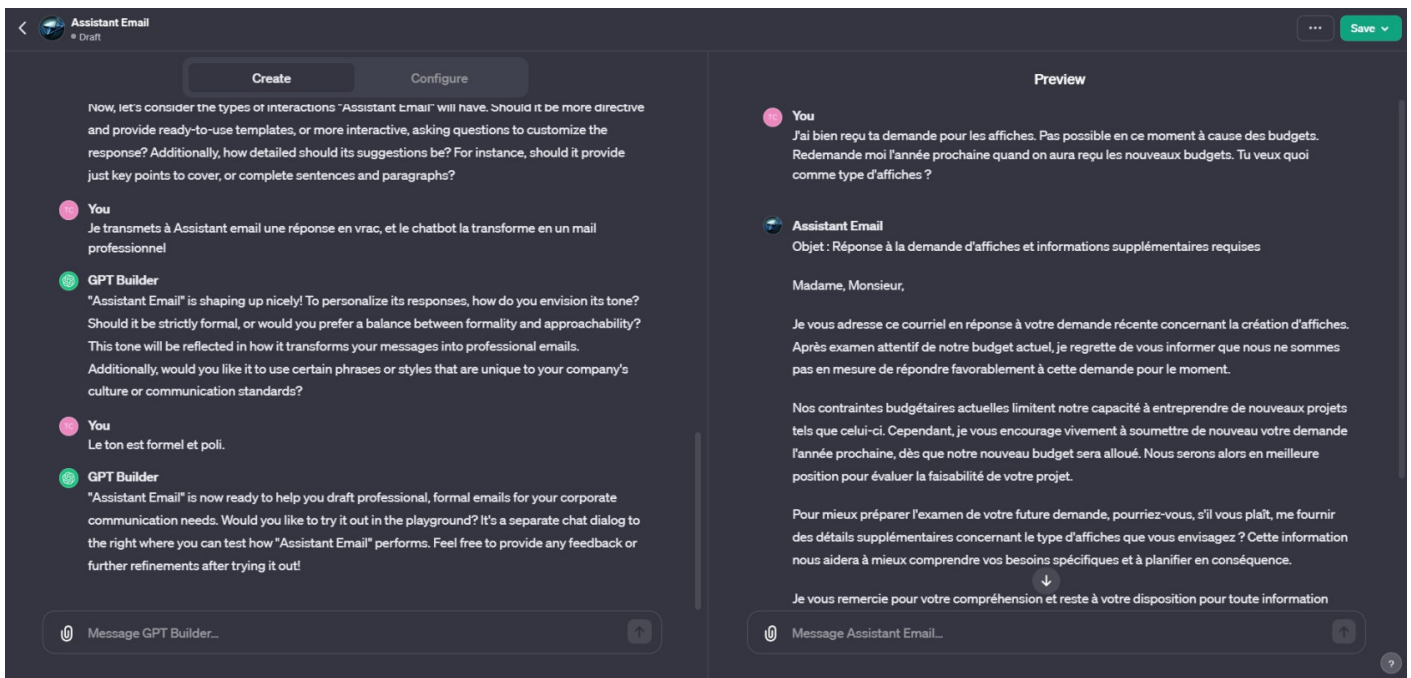 Assistant Email
Draft
...
Save
Create
Configure
Now, let's consider the types of interactions "Assistant Email" will have. Should it be more directive
and provide ready-to-use templates, or more interactive, asking questions to customize the
response? Additionally, how detailed should its suggestions be? For instance, should it provide
just key points to cover, or complete sentences and paragraphs?
TC
You
Je transmets à Assistant email une réponse en vrac, et le chatbot la transforme en un mail
professionnel
GPT Builder
"Assistant Email" is shaping up nicely! To personalize its responses, how do you envision its tone?
Should it be strictly formal, or would you prefer a balance between formality and approachability?
This tone will be reflected in how it transforms your messages into professional emails.
Additionally, would you like it to use certain phrases or styles that are unique to your company's
culture or communication standards?
TC
You
Le ton est formel et poli.
GPT Builder
"Assistant Email" is now ready to help you draft professional, formal emails for your corporate
communication needs. Would you like to try it out in the playground? It's a separate chat dialog to
the right where you can test how "Assistant Email" performs. Feel free to provide any feedback or
further refinements after trying it out!
Message GPT Builder...
Preview
TC
You
J'ai bien reçu ta demande pour les affiches. Pas possible en ce moment à cause des budgets.
Redemande moi l'année prochaine quand on aura reçu les nouveaux budgets. Tu veux quoi
comme type d'affiches ?
Assistant Email
Objet : Réponse à la demande d'affiches et informations supplémentaires requises
Madame, Monsieur,
Je vous adresse ce courriel en réponse à votre demande récente concernant la création d'affiches.
Après examen attentif de notre budget actuel, je regrette de vous informer que nous ne sommes
pas en mesure de répondre favorablement à cette demande pour le moment.
Nos contraintes budgétaires actuelles limitent notre capacité à entreprendre de nouveaux projets
tels que celui-ci. Cependant, je vous encourage vivement à soumettre de nouveau votre demande
l'année prochaine, dès que notre nouveau budget sera alloué. Nous serons alors en meilleure
position pour évaluer la faisabilité de votre projet.
Pour mieux préparer l'examen de votre future demande, pourriez-vous, s'il vous plaît, me fournir
des détails supplémentaires concernant le type d'affiches que vous envisagez ? Cette information
nous aidera à mieux comprendre vos besoins spécifiques et à planifier en conséquence.
Je vous remercie pour votre compréhension et reste à votre disposition pour toute information
Message Assistant Email...
?